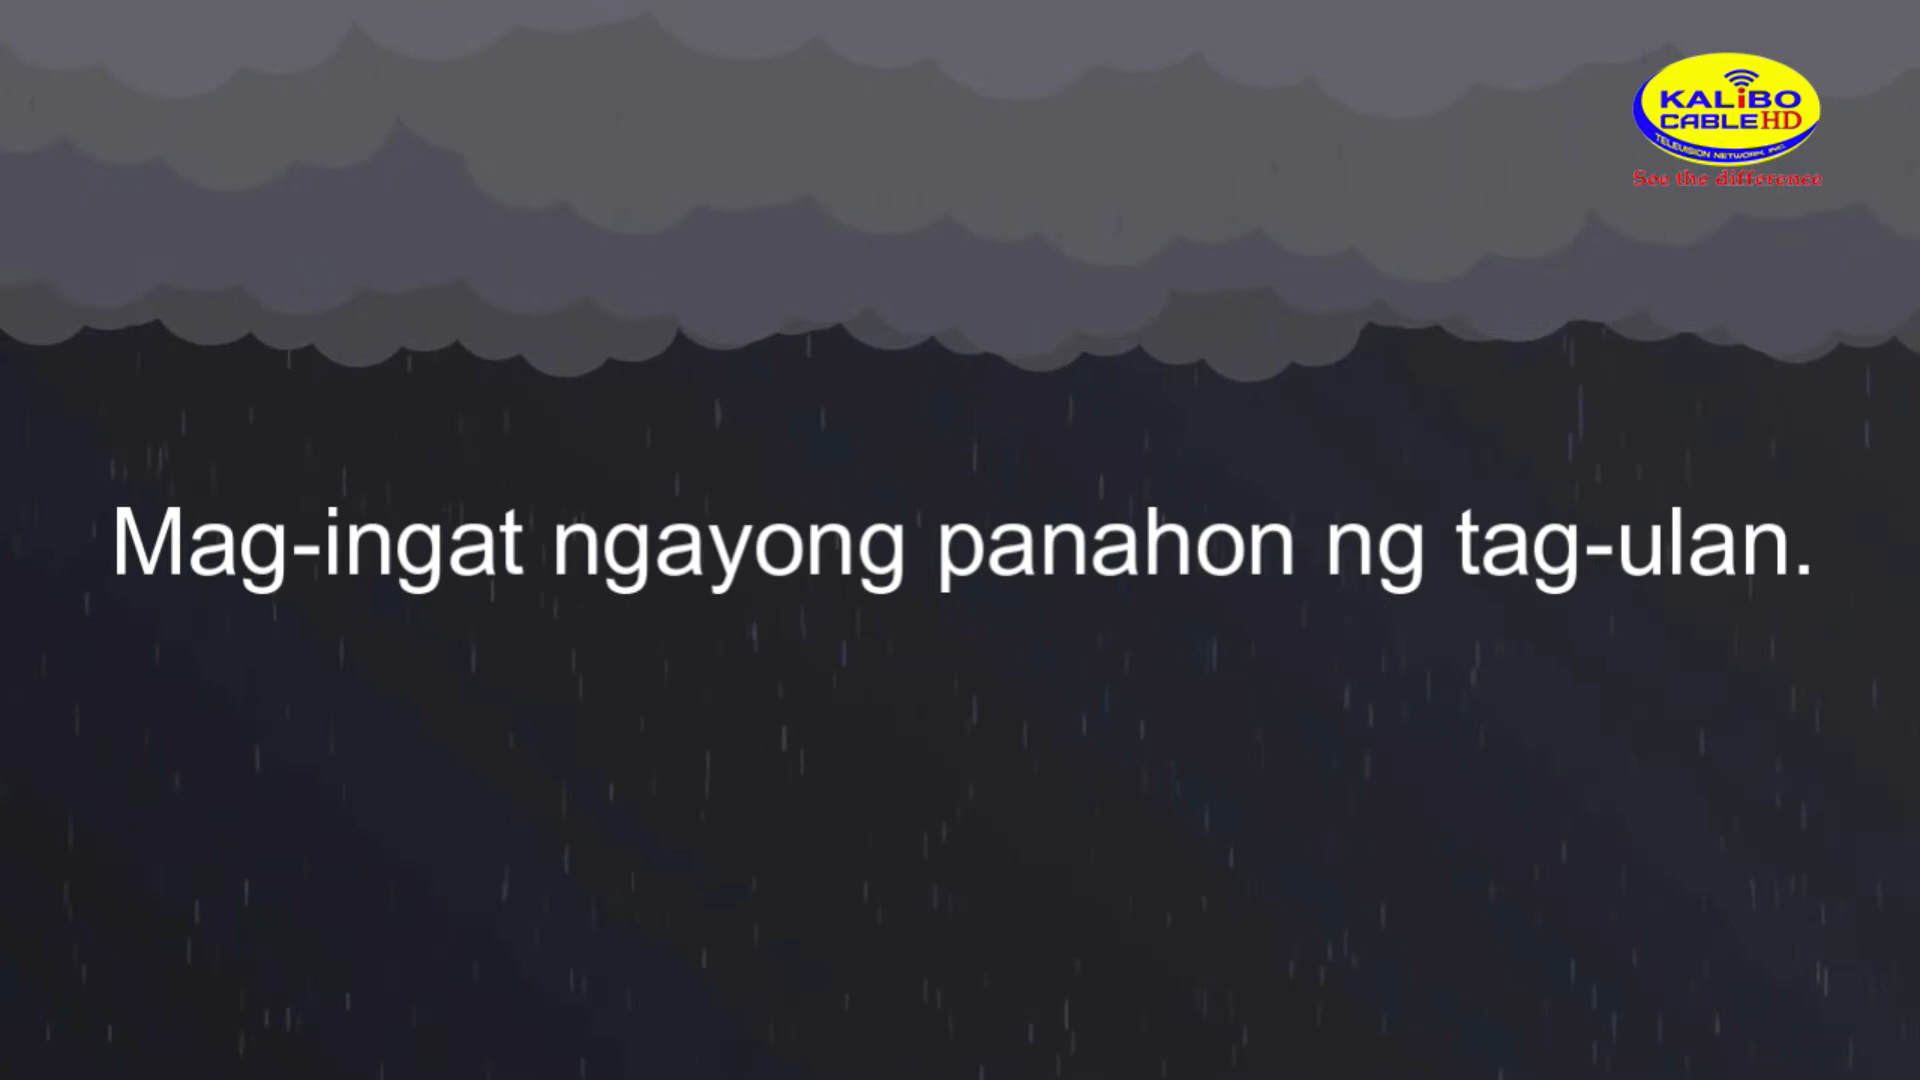 KALiBO
CABLE HD
TELEVISION NETWORK, INC.
See the difference
Mag-ingat ngayong panahon ng tag-ulan.